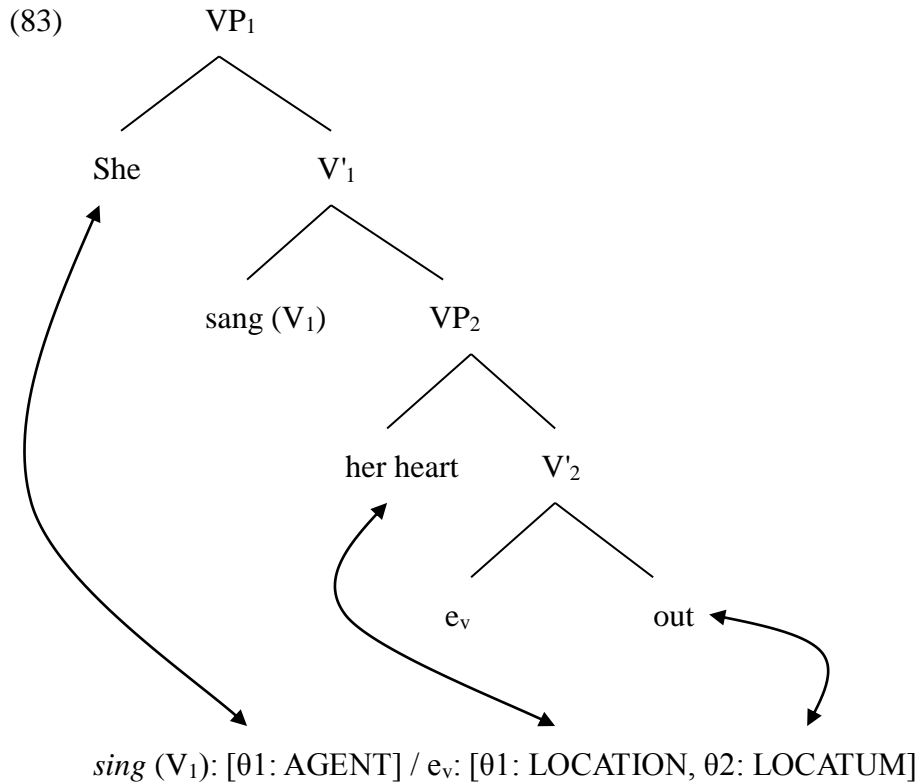 (83) VP₁
She V'₁
sang (V₁) VP₂
her heart V'₂
eᵥ out
sing (V₁): [θ1: AGENT] / eᵥ: [θ1: LOCATION, θ2: LOCATUM]